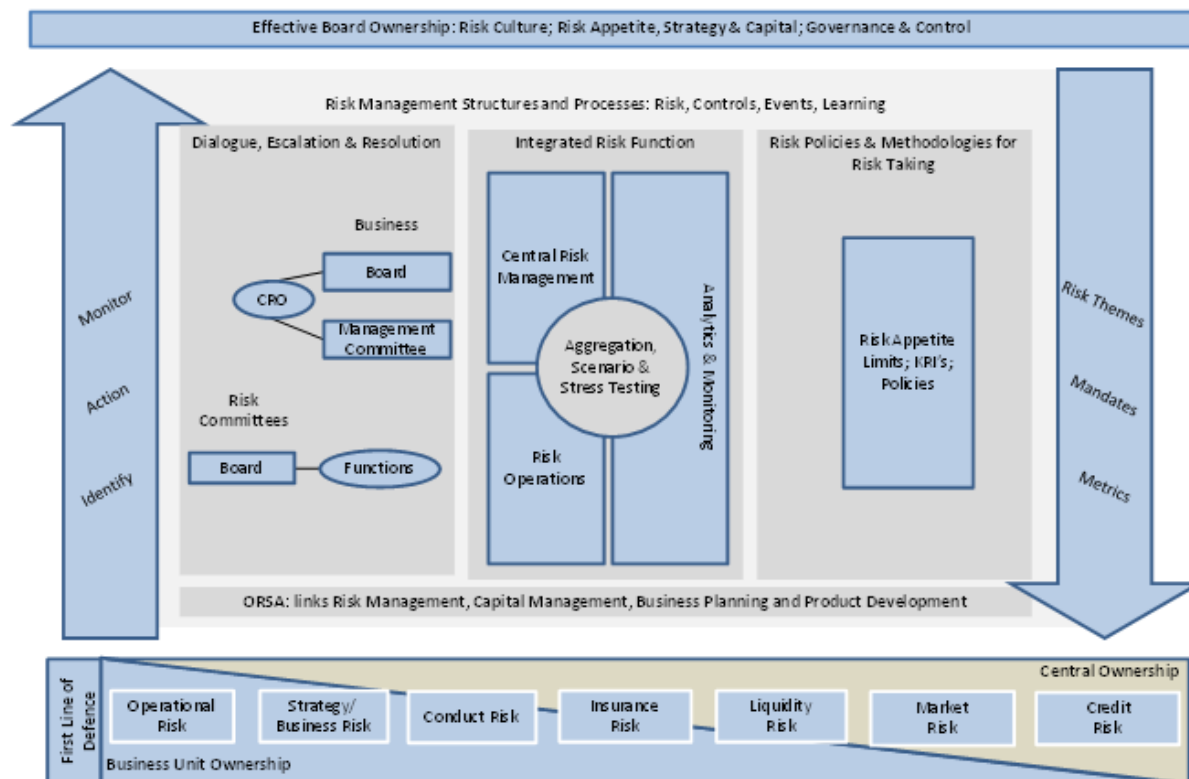 Effective Board Ownership: Risk Culture; Risk Appetite, Strategy & Capital; Governance & Control
Risk Management Structures and Processes: Risk, Controls, Events, Learning
Dialogue, Escalation & Resolution
Business
Board
CRO
Management
Committee
Risk
Committees
Board
Functions
Integrated Risk Function
Central Risk
Management
Aggregation,
Scenario &
Stress Testing
Risk
Operations
Analytics & Monitoring
Risk Policies & Methodologies for
Risk Taking
Risk Appetite
Limits; KRI's;
Policies
Monitor
Action
Identify
Risk Themes
Mandates
Metrics
ORSA: links Risk Management, Capital Management, Business Planning and Product Development
First Line of
Defence
Central Ownership
Operational
Risk
Strategy/
Business Risk
Conduct Risk
Insurance
Risk
Liquidity
Risk
Market
Risk
Credit
Risk
Business Unit Ownership